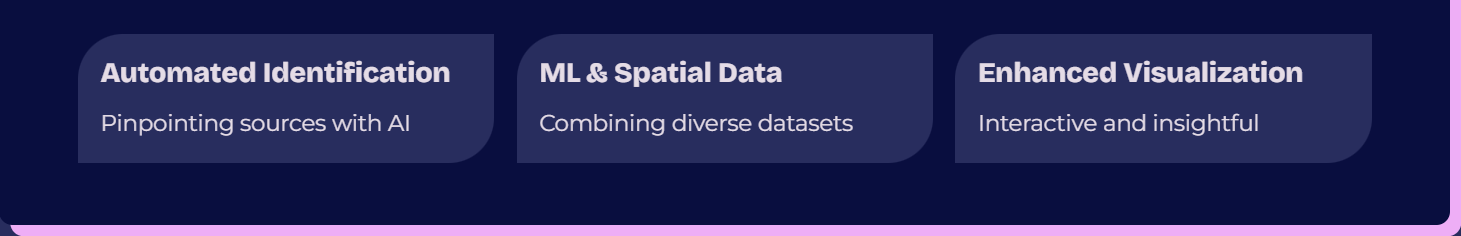 Automated Identification
Pinpointing sources with AI
ML & Spatial Data
Combining diverse datasets
Enhanced Visualization
Interactive and insightful